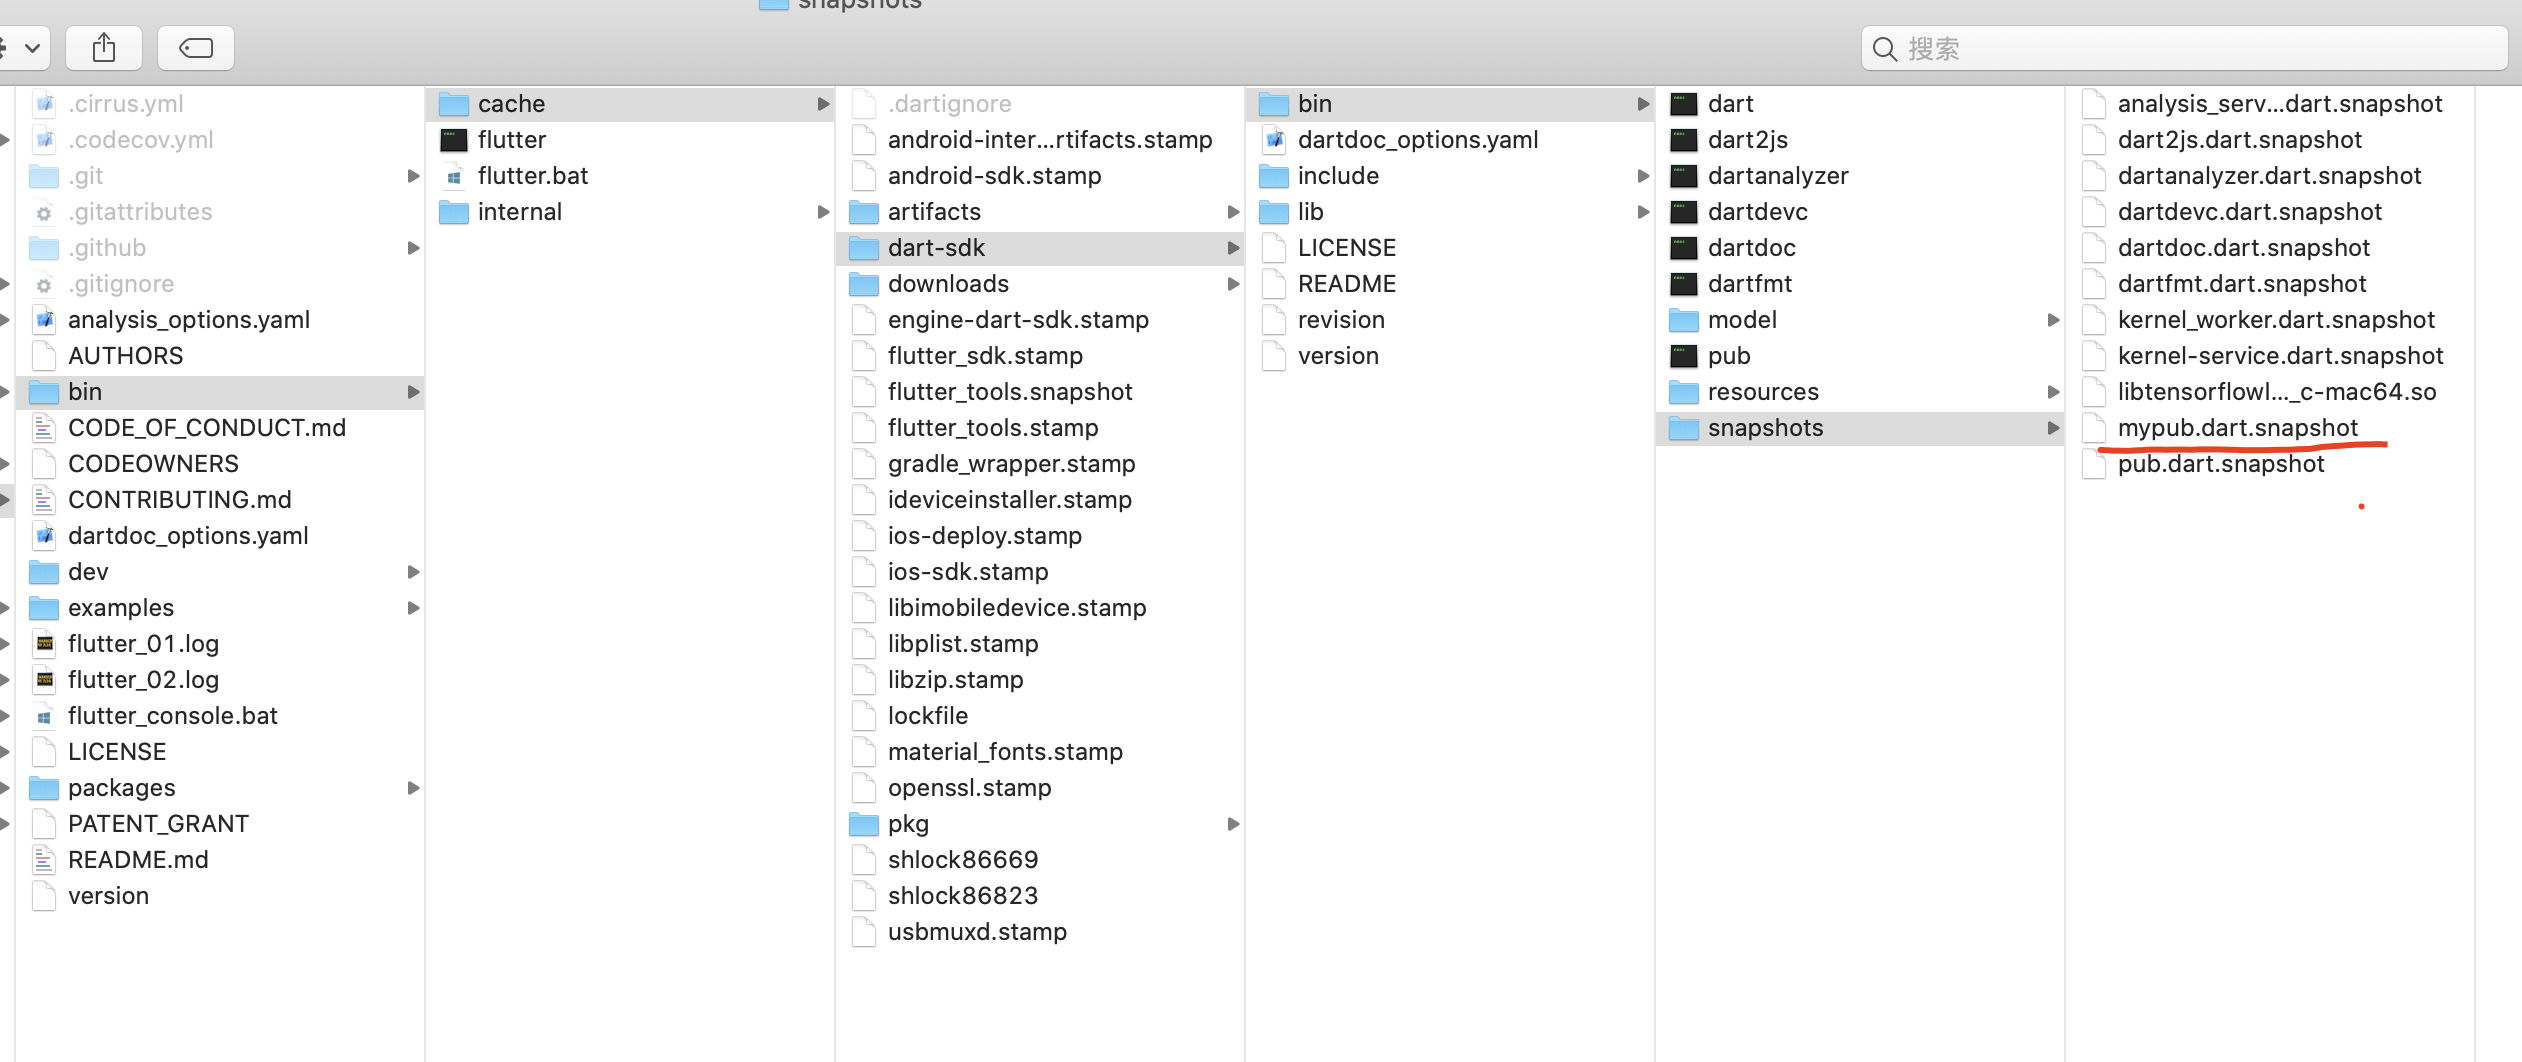 snapshots
搜索
.cirrus.yml
.codecov.yml
.git
.gitattributes
.github
.gitignore
analysis_options.yaml
AUTHORS
bin
CODE_OF_CONDUCT.md
CODEOWNERS
CONTRIBUTING.md
dartdoc_options.yaml
dev
examples
flutter_01.log
flutter_02.log
flutter_console.bat
LICENSE
packages
PATENT_GRANT
README.md
version
cache
flutter
flutter.bat
internal
.dartignore
android-inter...rtifacts.stamp
android-sdk.stamp
artifacts
dart-sdk
downloads
engine-dart-sdk.stamp
flutter_sdk.stamp
flutter_tools.snapshot
flutter_tools.stamp
gradle_wrapper.stamp
ideviceinstaller.stamp
ios-deploy.stamp
ios-sdk.stamp
libimobiledevice.stamp
libplist.stamp
libzip.stamp
lockfile
material_fonts.stamp
openssl.stamp
pkg
shlock86669
shlock86823
usbmuxd.stamp
bin
dartdoc_options.yaml
include
lib
LICENSE
README
revision
version
dart
dart2js
dartanalyzer
dartdevc
dartdoc
dartfmt
model
pub
resources
snapshots
analysis_serv...dart.snapshot
dart2js.dart.snapshot
dartanalyzer.dart.snapshot
dartdevc.dart.snapshot
dartdoc.dart.snapshot
dartfmt.dart.snapshot
kernel_worker.dart.snapshot
kernel-service.dart.snapshot
libtensorflowl..._c-mac64.so
mypub.dart.snapshot
pub.dart.snapshot